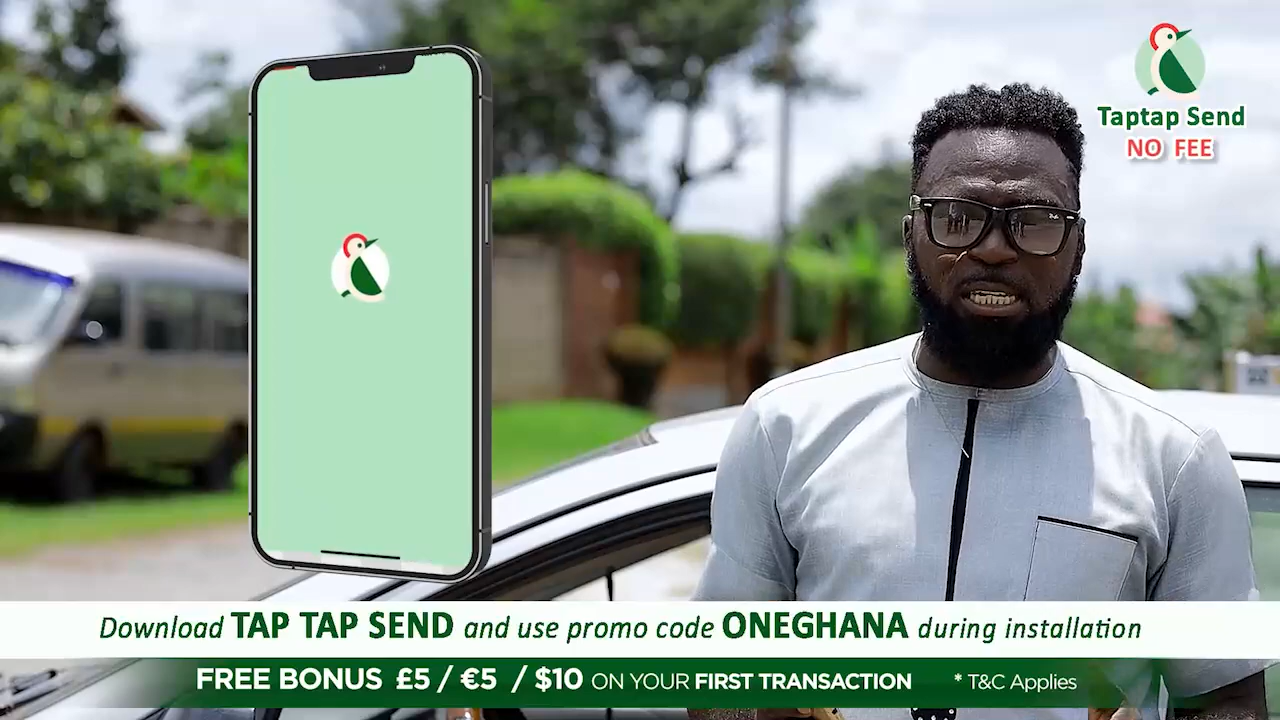 Taptap Send
NO FEE
Download TAP TAP SEND and use promo code ONEGHANA during installation
FREE BONUS £5 / €5 / $10 ON YOUR FIRST TRANSACTION * T&C Applies